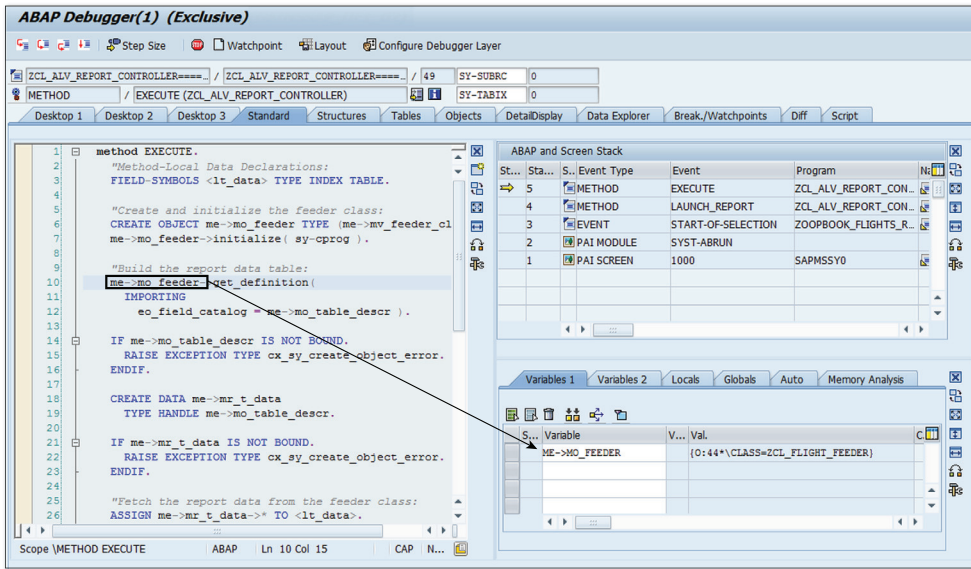 ABAP Debugger(1) (Exclusive)
Step Size Watchpoint Layout Configure Debugger Layer
ZCL_ALV_REPORT_CONTROLLER====… / ZCL_ALV_REPORT_CONTROLLER====… / 49 SY-SUBRC 0
METHOD / EXECUTE (ZCL_ALV_REPORT_CONTROLLER) SY-TABIX 0
Desktop 1 Desktop 2 Desktop 3 Standard Structures Tables Objects DetailDisplay Data Explorer Break./Watchpoints Diff Script
1 method EXECUTE.
2 "Method-Local Data Declarations:
3 FIELD-SYMBOLS <lt_data> TYPE INDEX TABLE.
4
5 "Create and initialize the feeder class:
6 CREATE OBJECT me->mo_feeder TYPE (me->mv_feeder_cl
7 me->mo_feeder->initialize( sy-cprog ).
8
9 "Build the report data table:
10 me->mo_feeder->get_definition(
11 IMPORTING
12 eo_field_catalog = me->mo_table_descr ).
13
14 IF me->mo_table_descr IS NOT BOUND.
15 RAISE EXCEPTION TYPE cx_sy_create_object_error.
16 ENDIF.
17
18 CREATE DATA me->mr_t_data
19 TYPE HANDLE me->mo_table_descr.
20
21 IF me->mr_t_data IS NOT BOUND.
22 RAISE EXCEPTION TYPE cx_sy_create_object_error.
23 ENDIF.
24
25 "Fetch the report data from the feeder class:
26 ASSIGN me->mr_t_data->* TO <lt_data>.
Scope \METHOD EXECUTE ABAP Ln 10 Col 15 CAP N...
ABAP and Screen Stack
St... Sta... S.. Event Type Event Program Na
5 METHOD EXECUTE ZCL_ALV_REPORT_CON…
4 METHOD LAUNCH_REPORT ZCL_ALV_REPORT_CON…
3 EVENT START-OF-SELECTION ZOOPBOOK_FLIGHTS_R…
2 PAI MODULE SYST-ABRUN
1 PAI SCREEN 1000 SAPMSSY0
Variables 1 Variables 2 Locals Globals Auto Memory Analysis
S... Variable V... Val. C
ME->MO_FEEDER {O:44*\CLASS=ZCL_FLIGHT_FEEDER}